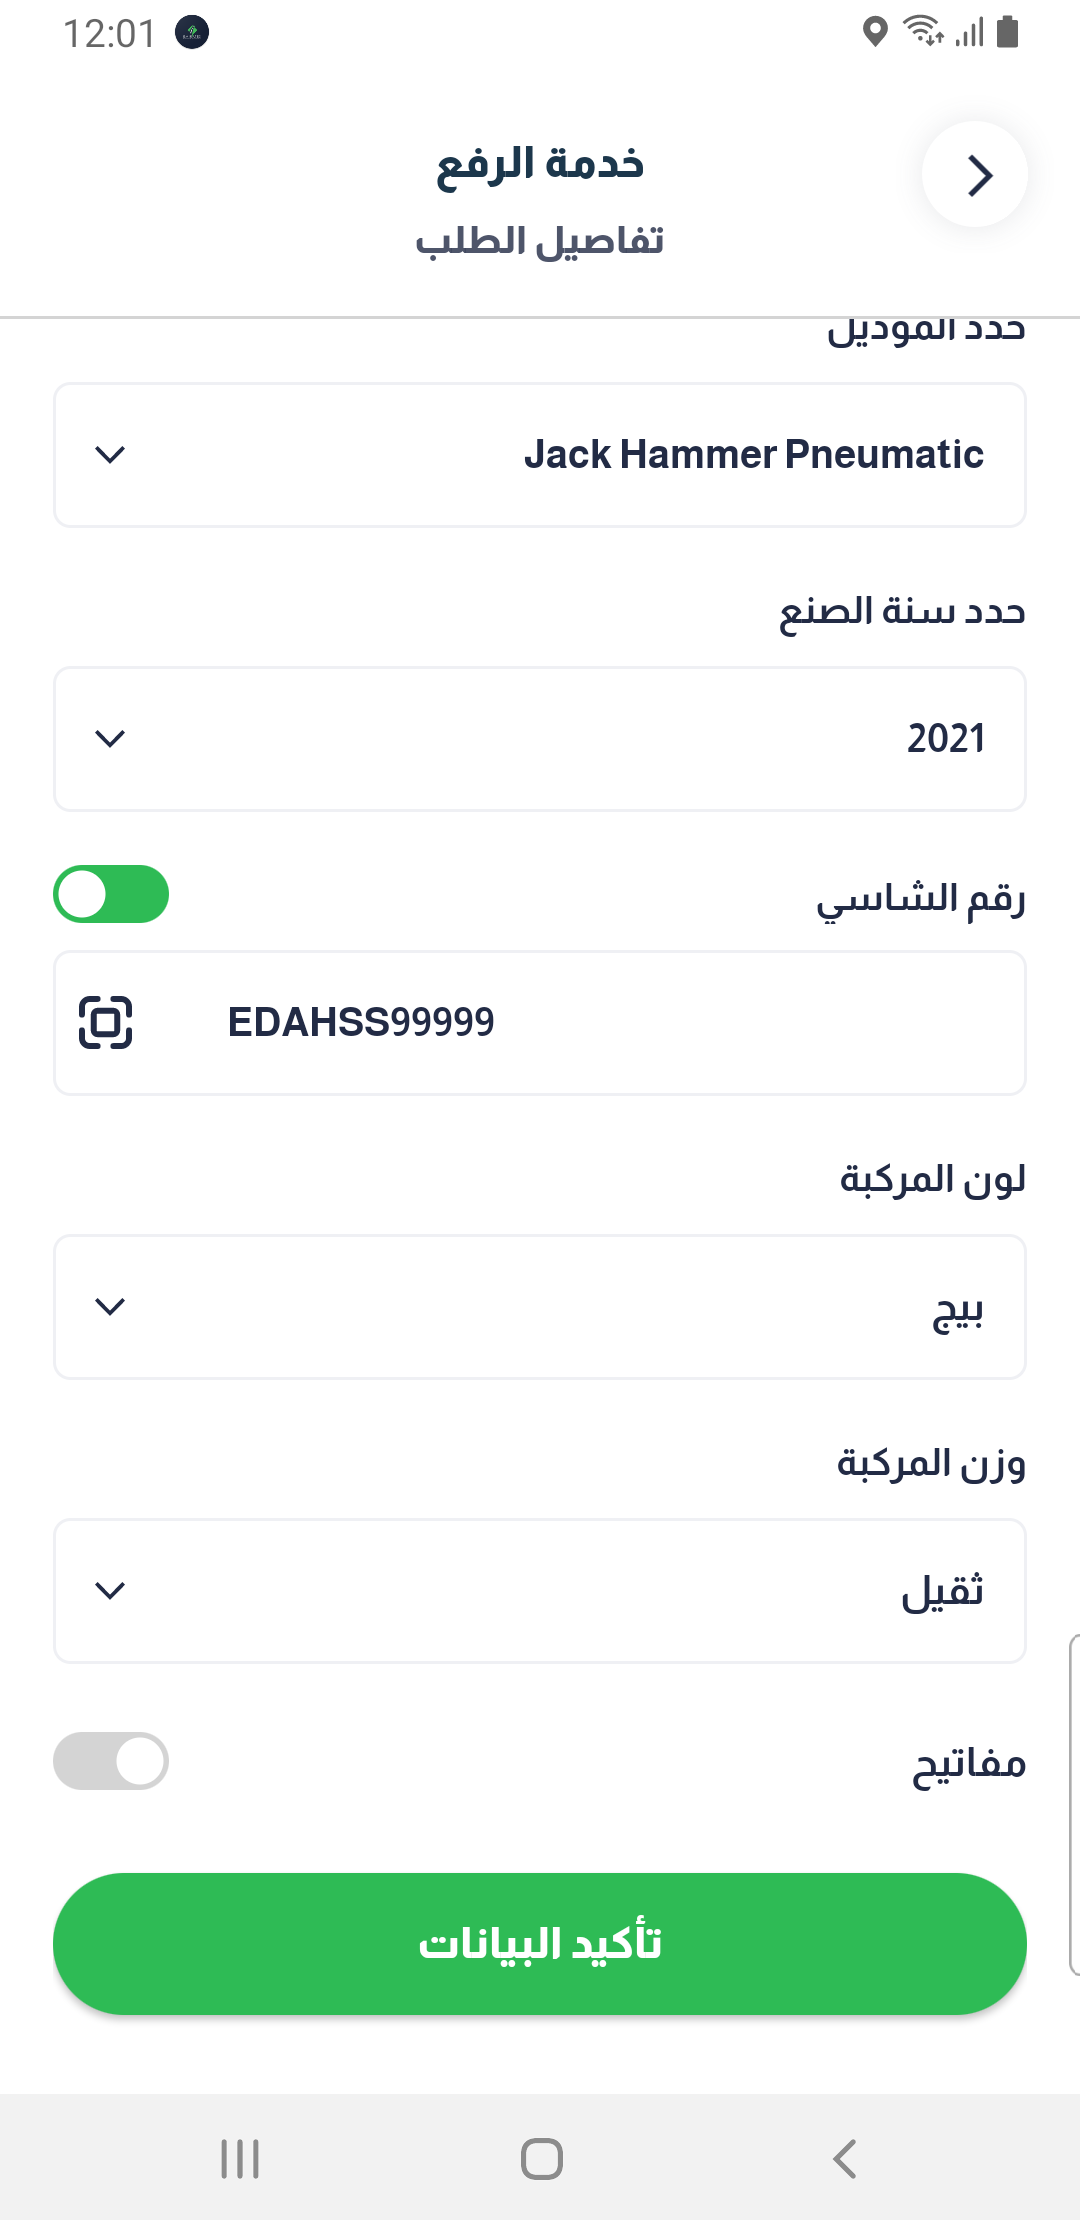 12:01
خدمة الرفع
تفاصيل الطلب
حدد الموديل
Jack Hammer Pneumatic
حدد سنة الصنع
2021
رقم الشاسي
EDAHSS99999
لون المركبة
بيج
وزن المركبة
ثقيل
مفاتيح
تأكيد البيانات